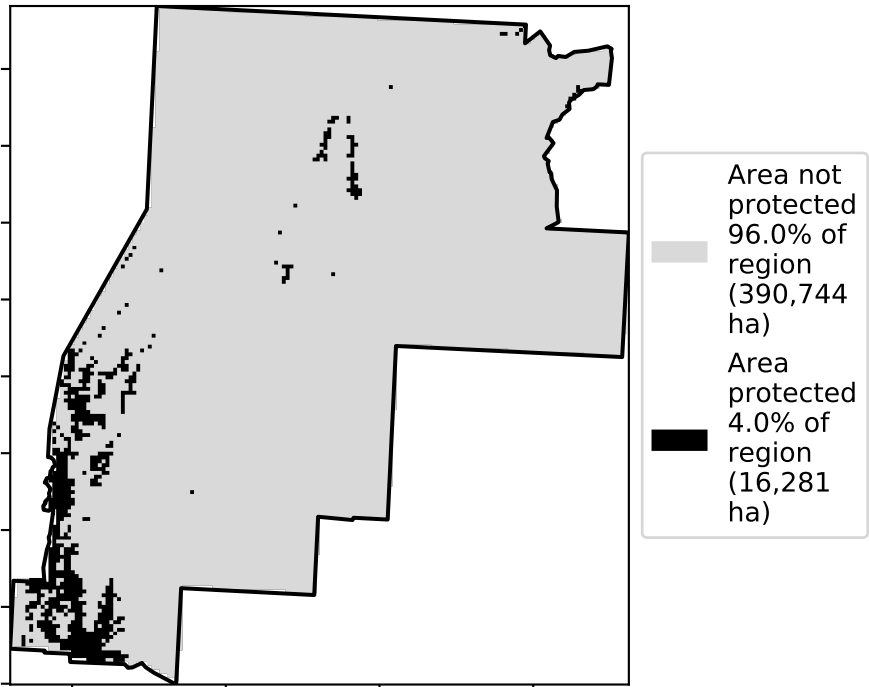 Area not
protected
96.0% of
region
(390,744
ha)
Area
protected
4.0% of
region
(16,281
ha)